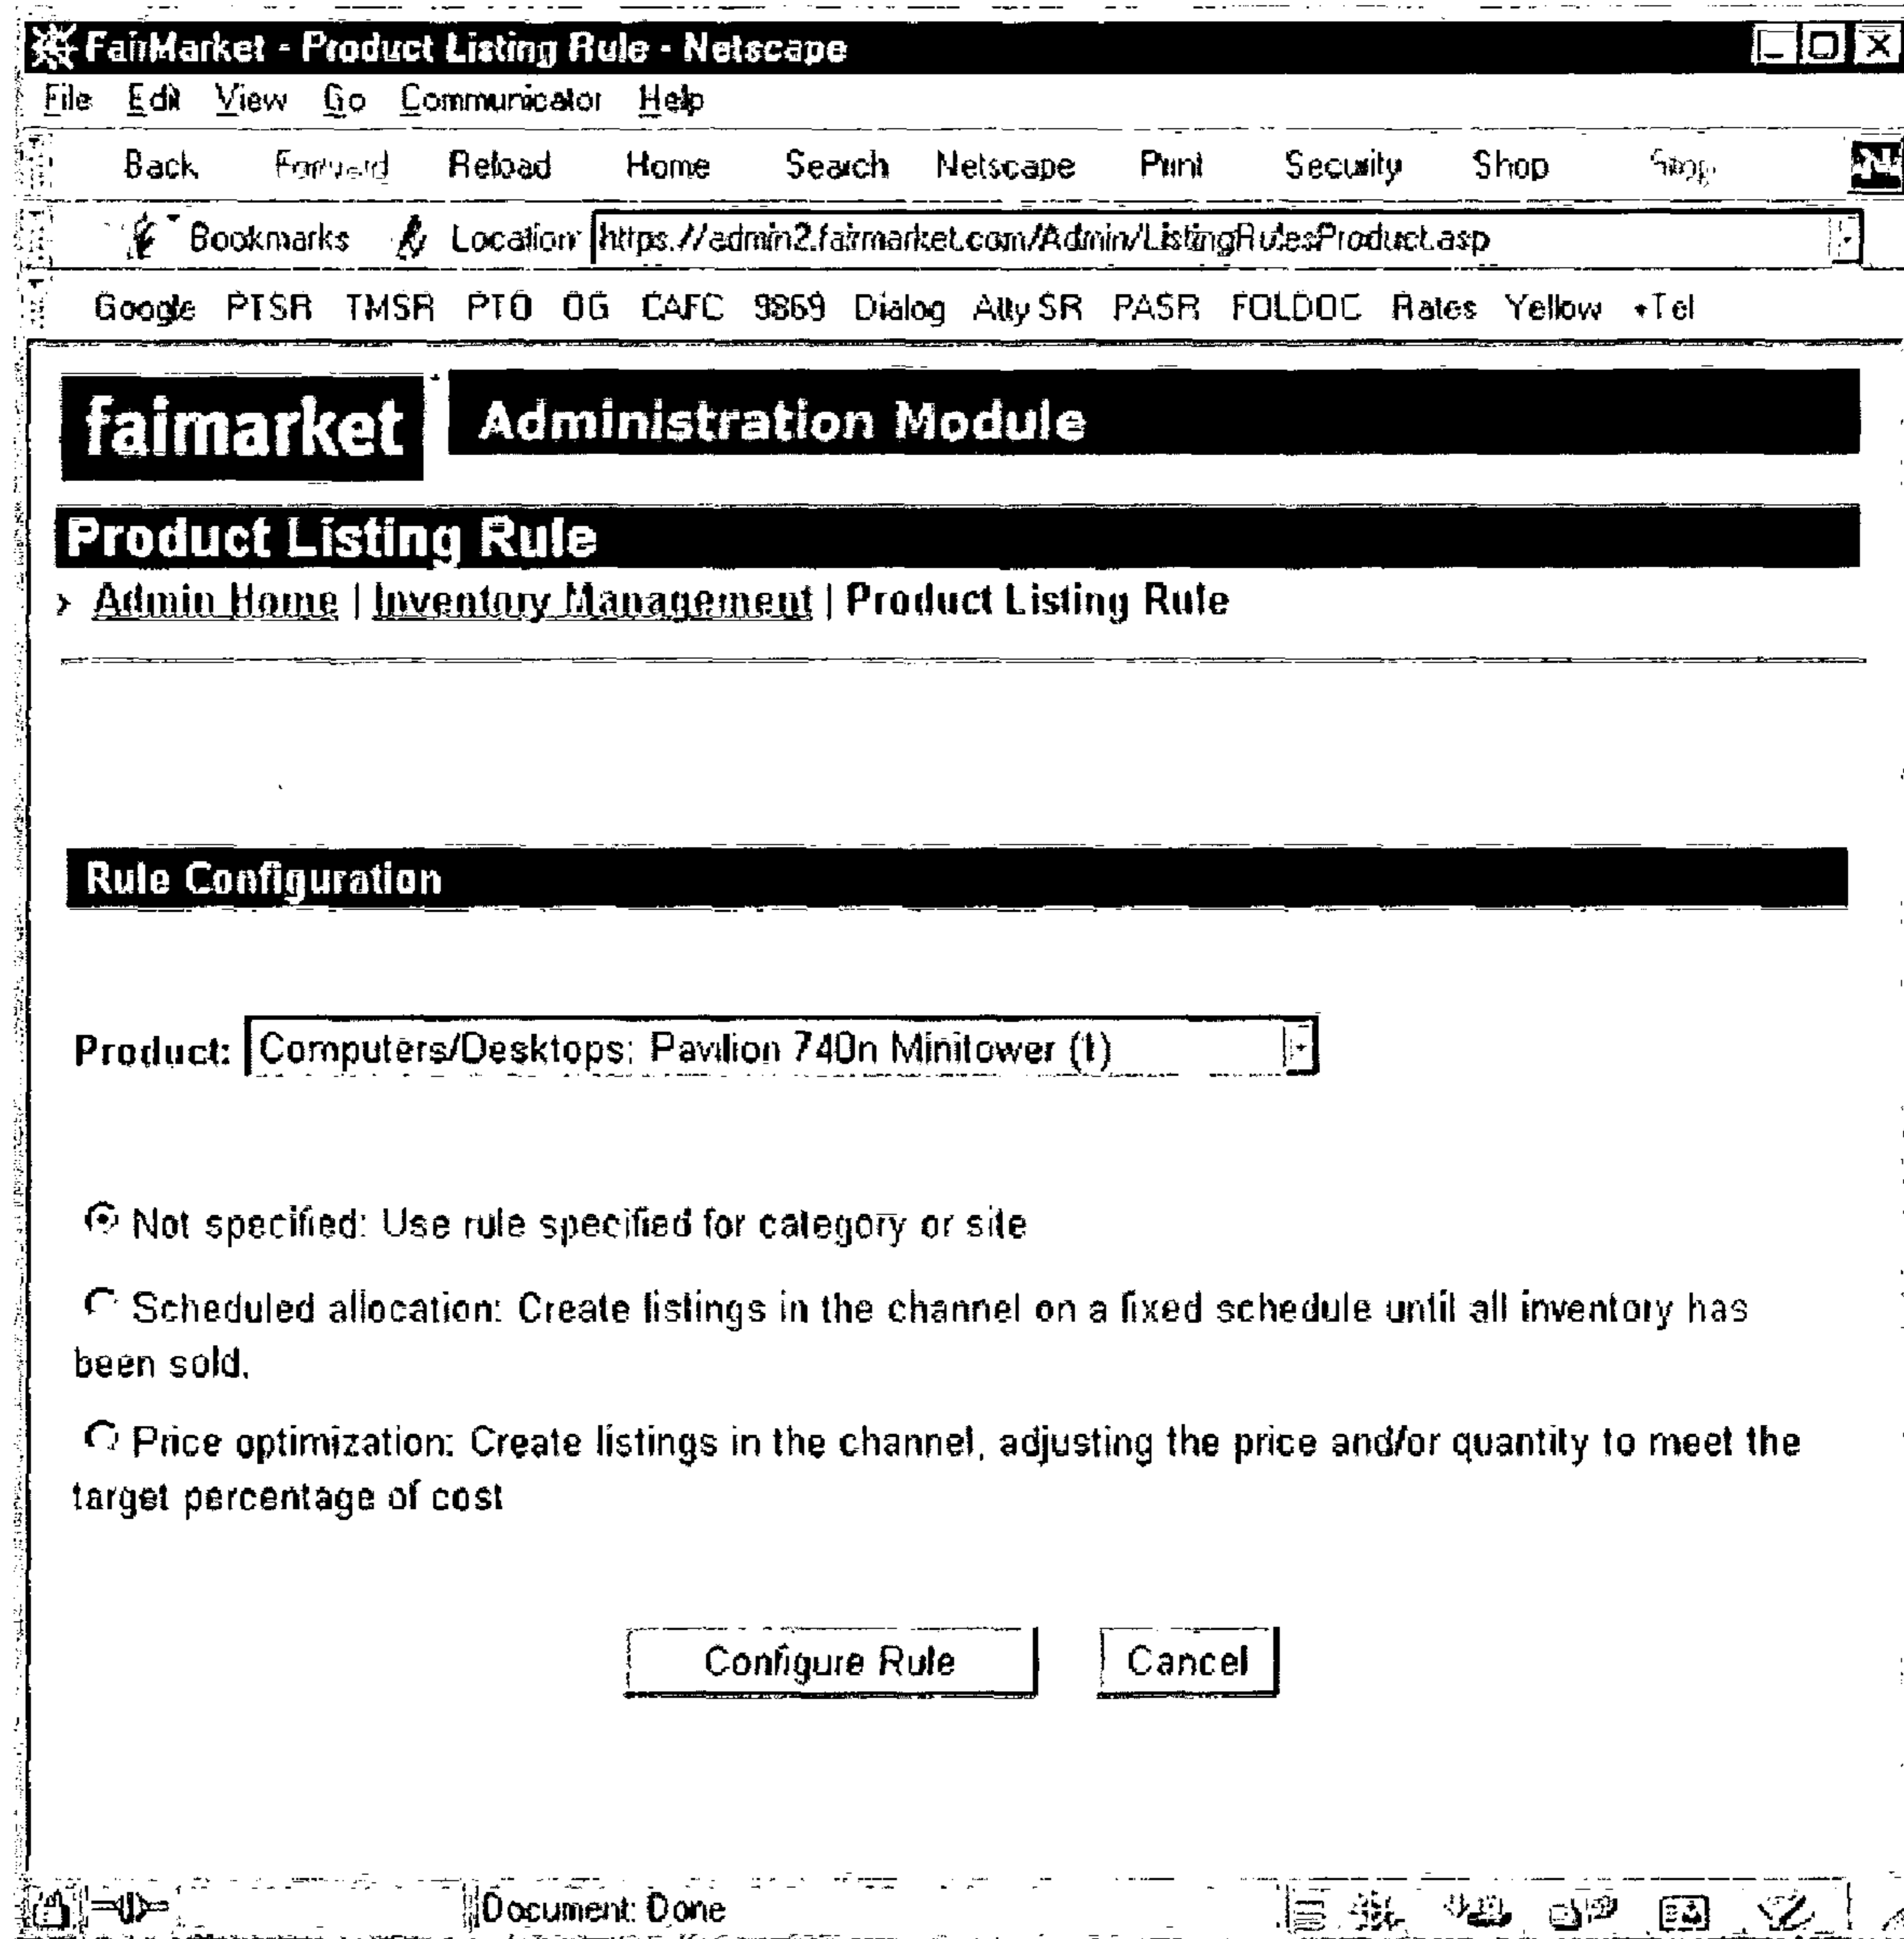 FairMarket - Product Listing Rule - Netscape
File Edit View Go Communicator Help
Back Forward Reload Home Search Netscape Print Security Shop Stop
Bookmarks Location: https://admin2.fairmarket.com/Admin/ListingRulesProduct.asp
Google PTSR TMSR PTO OG CAFC 9869 Dialog Atty SR PASR FOLDOC Rates Yellow +Tel
fairmarket Administration Module
Product Listing Rule
> Admin Home | Inventory Management | Product Listing Rule
Rule Configuration
Product: Computers/Desktops: Pavilion 740n Minitower (1)
Not specified: Use rule specified for category or site
Scheduled allocation: Create listings in the channel on a fixed schedule until all inventory has
been sold.
Price optimization: Create listings in the channel, adjusting the price and/or quantity to meet the
target percentage of cost
Configure Rule Cancel
Document: Done